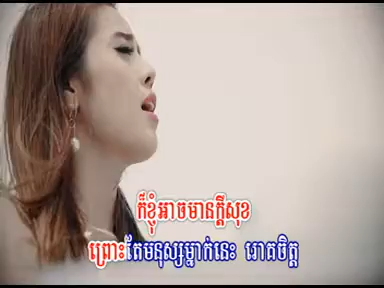 ក៏ខ្ញុំអាចមានក្ដីសុខ
ព្រោះតែមនុស្សម្នាក់នេះ រោគចិត្ត